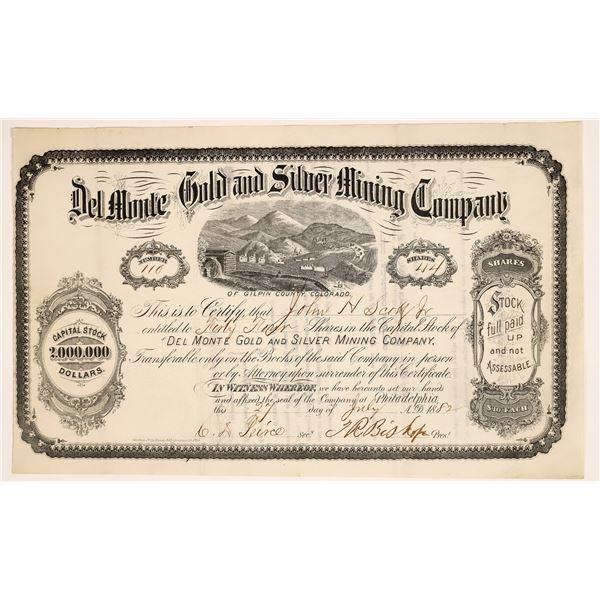 Del Monte Gold and Silver Mining Company
OF GILPIN COUNTY, COLORADO.
NUMBER
110
SHARES
44
This is to Certify, that John H
entitled to Forty Four Shares in the Capital Stock of
DEL MONTE GOLD AND SILVER MINING COMPANY.
Transferable only on the Books of the said Company in person
or by Attorney upon surrender of this Certificate.
IN WITNESS WHEREOF, we have hereunto set our hands
and affixed the seal of the Company at Philadelphia,
this day of July A.D. 1882
C. Peirce Secy. Bishop Prest.
CAPITAL STOCK
2,000,000
DOLLARS.
SHARES
STOCK
full paid
UP
and not
ASSESSABLE
$10 EACH